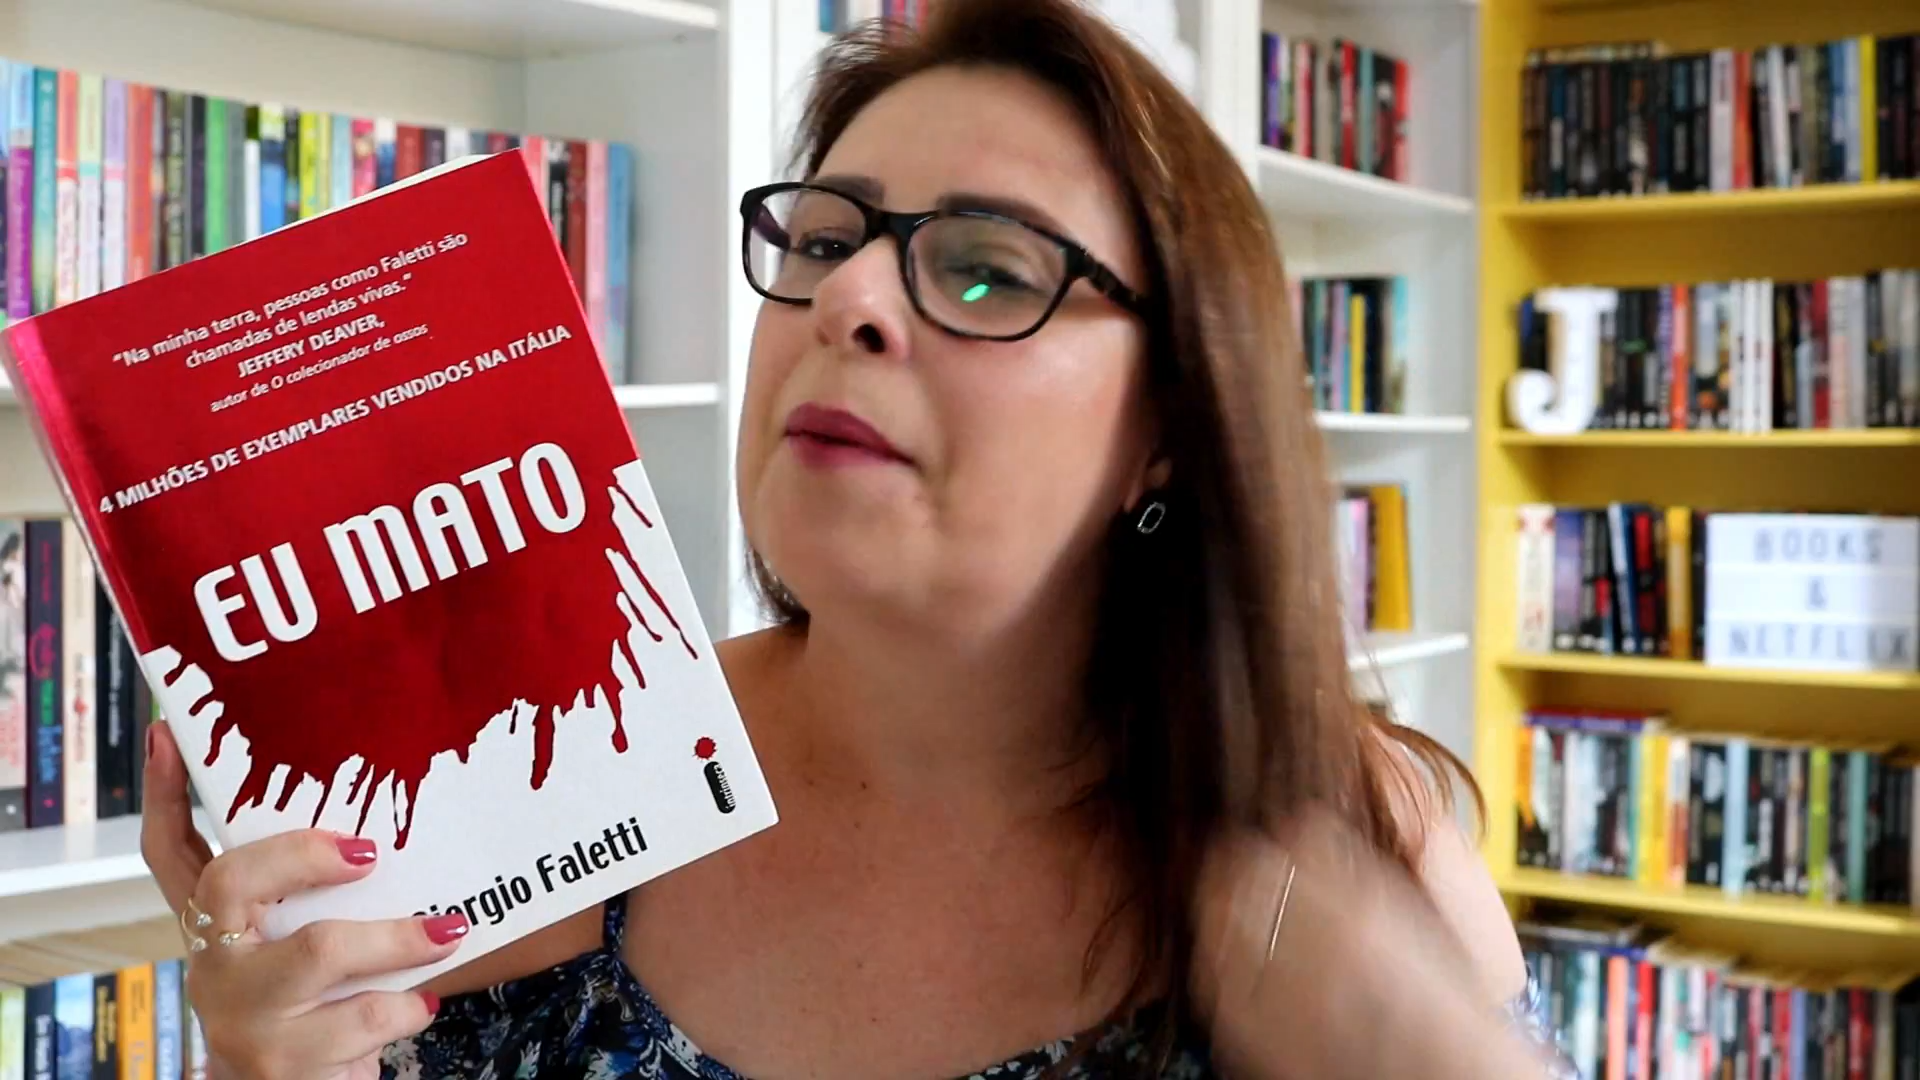 "Na minha terra, pessoas como Faletti são
chamadas de lendas vivas."
JEFFERY DEAVER,
autor de O colecionador de ossos
4 MILHÕES DE EXEMPLARES VENDIDOS NA ITÁLIA
EU MATO
intrínseca
Giorgio Faletti
J
BOOKS
&
NETFLIX